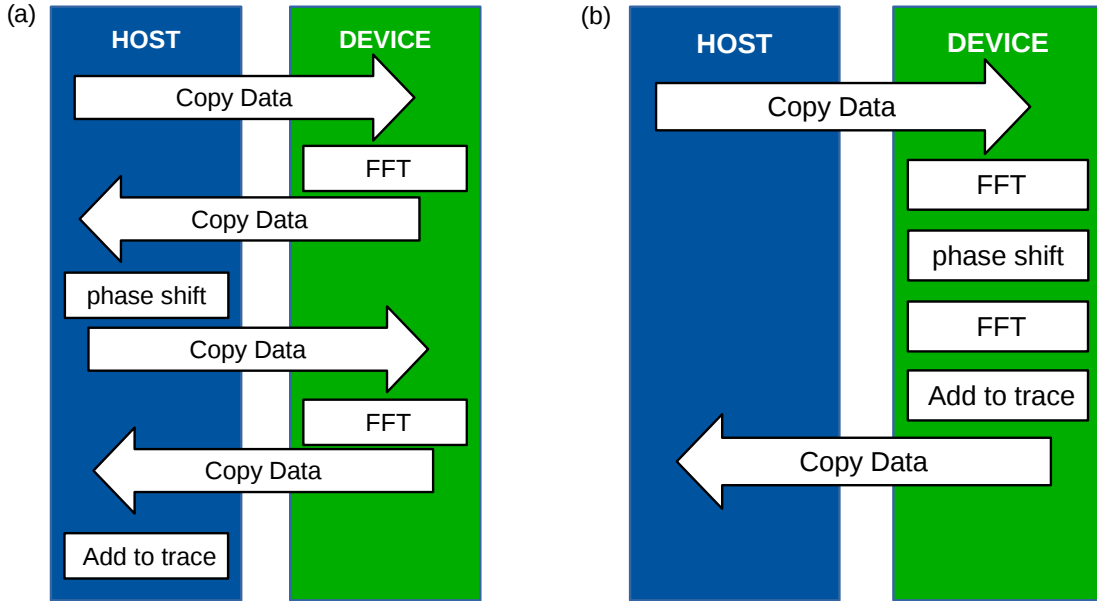 (a)
HOST
DEVICE
Copy Data
FFT
Copy Data
phase shift
Copy Data
FFT
Copy Data
Add to trace
(b)
HOST
DEVICE
Copy Data
FFT
phase shift
FFT
Add to trace
Copy Data